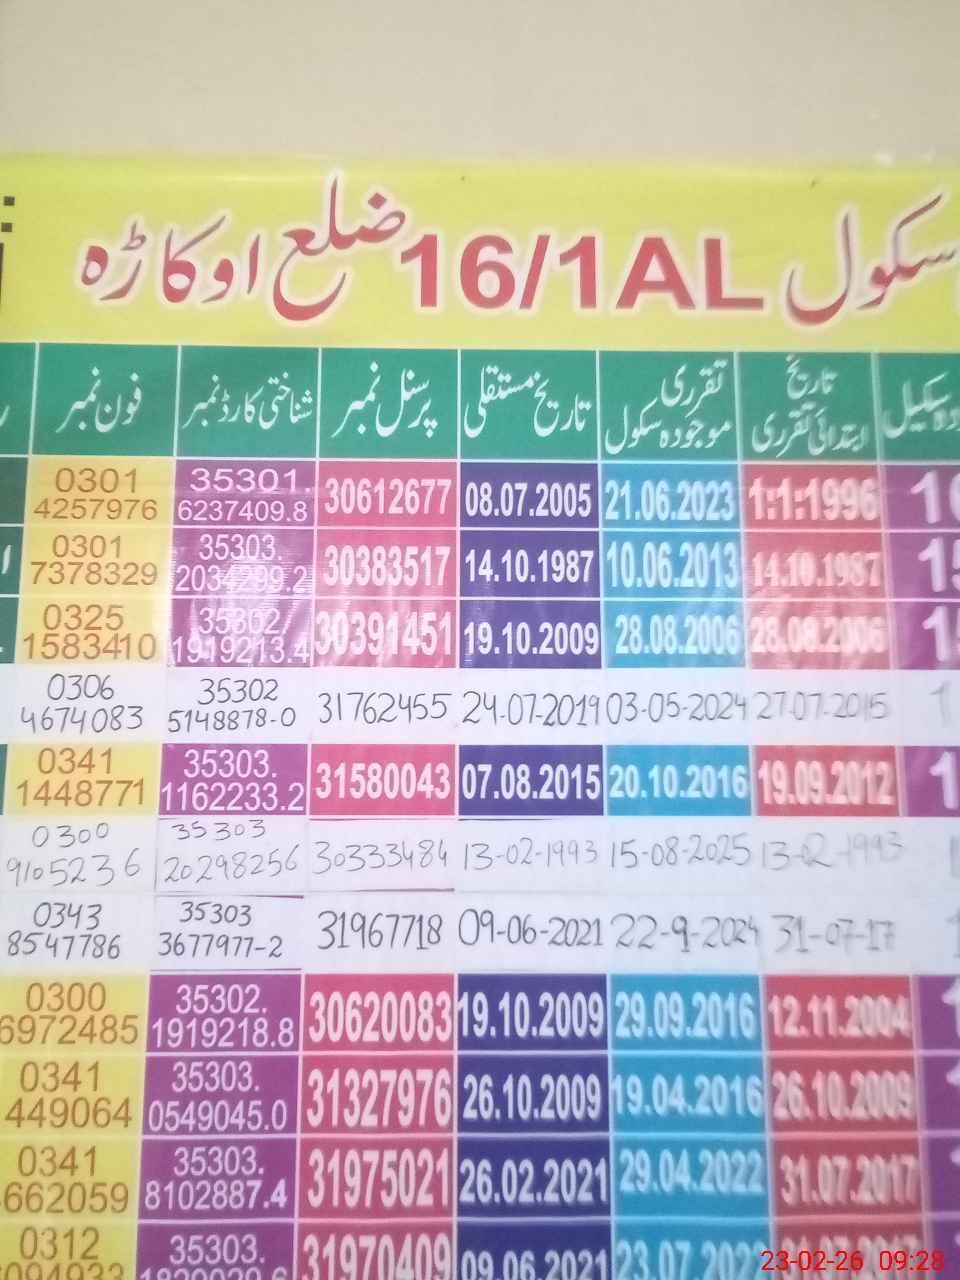 سکول 16/1AL ضلع اوکاڑہ
تاریخ ابتدائی تقرری
تقرری موجودہ سکول
تاریخ مستقلی
پرسنل نمبر
شناختی کارڈ نمبر
فون نمبر
1:1:1996 21.06.2023 08.07.2005 30612677 35301. 6237409.8 0301 4257976
14.10.1987 10.06.2013 14.10.1987 30383517 35303. 2034299.2 0301 7378329
28.08.2006 28.08.2006 19.10.2009 30391451 35302. 1919213.4 0325 1583410
27.07.2015 03-05-2024 24-07-2019 31762455 35302 5148878-0 0306 4674083
19.09.2012 20.10.2016 07.08.2015 31580043 35303. 1162233.2 0341 1448771
13-02-1993 15-08-2025 13-02-1993 30333484 35303 20298256 0300 9105236
31-07-17 22-9-2024 09-06-2021 31967718 35303 3677977-2 0343 8547786
12.11.2004 29.09.2016 19.10.2009 30620083 35302. 1919218.8 0300 6972485
26.10.2009 19.04.2016 26.10.2009 31327976 35303. 0549045.0 0341 449064
31.07.2017 29.04.2022 26.02.2021 31975021 35303. 8102887.4 0341 662059
23.07.2022 09.06.2021 31970409 35303. 0312
23-02-26 09:28